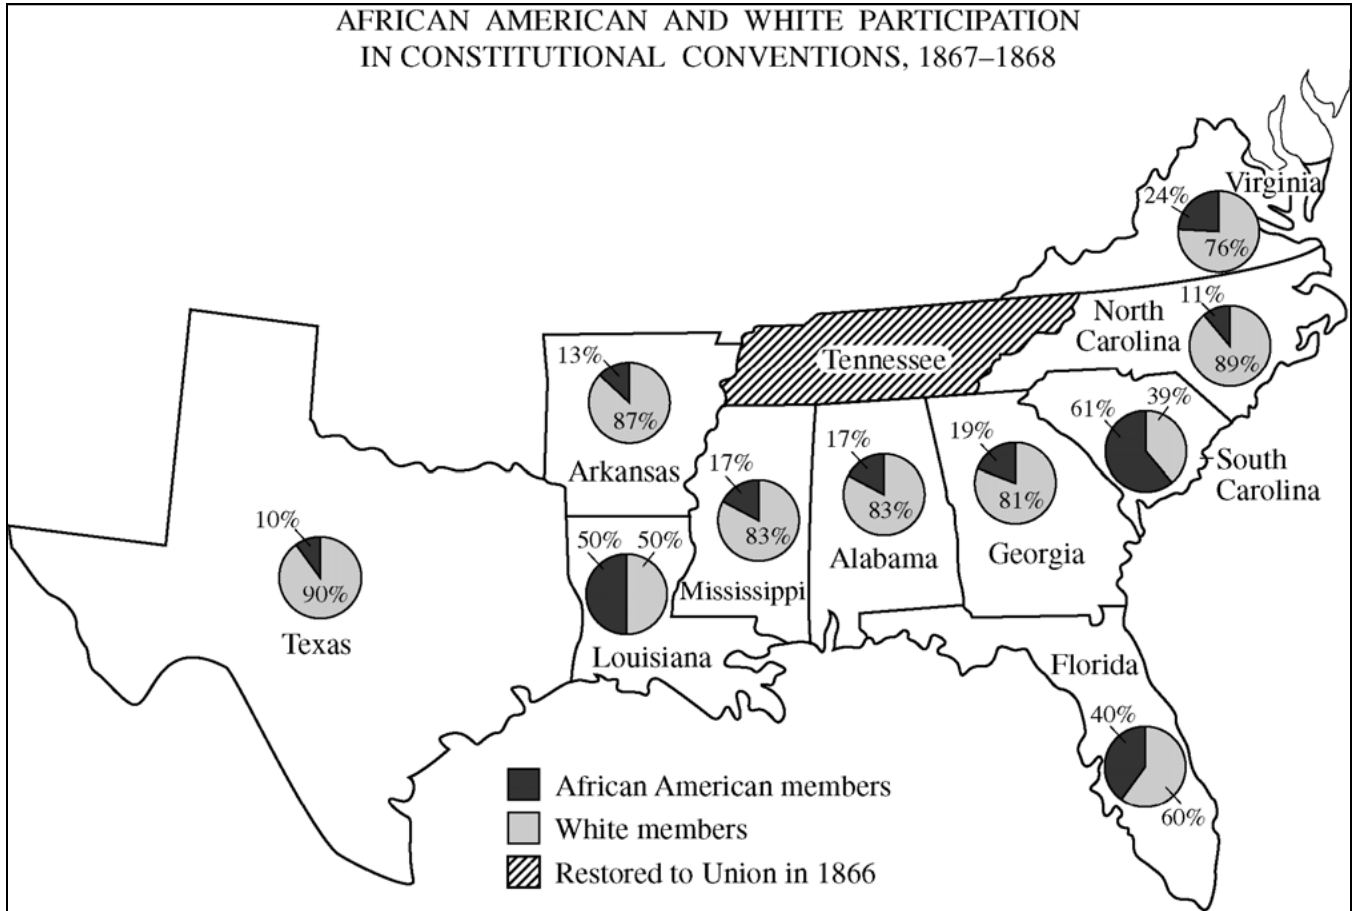 AFRICAN AMERICAN AND WHITE PARTICIPATION
IN CONSTITUTIONAL CONVENTIONS, 1867–1868
Virginia
24%
76%
11%
North
Carolina
89%
Tennessee
13%
87%
Arkansas
39%
61%
South
Carolina
17%
83%
Mississippi
17%
83%
Alabama
19%
81%
Georgia
10%
90%
Texas
50%
50%
Louisiana
Florida
40%
60%
African American members
White members
Restored to Union in 1866